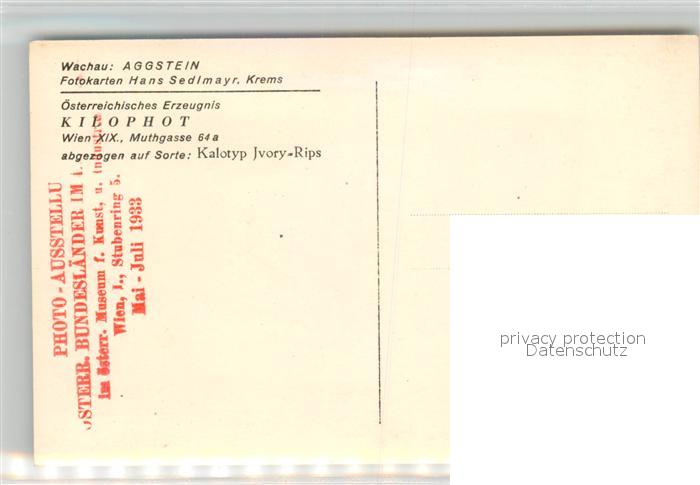 Wachau: AGGSTEIN
Fotokarten Hans Sedlmayr, Krems
Österreichisches Erzeugnis
KILOPHOT
Wien XIX., Muthgasse 64a
abgezogen auf Sorte: Kalotyp Jvory-Rips
PHOTO-AUSSTELLU
ÖSTERR. BUNDESLÄNDER IM
im Österr. Museum f. Kunst, u. Industrie
Wien, I., Stubenring 5.
Mai - Juli 1933
privacy protection
Datenschutz